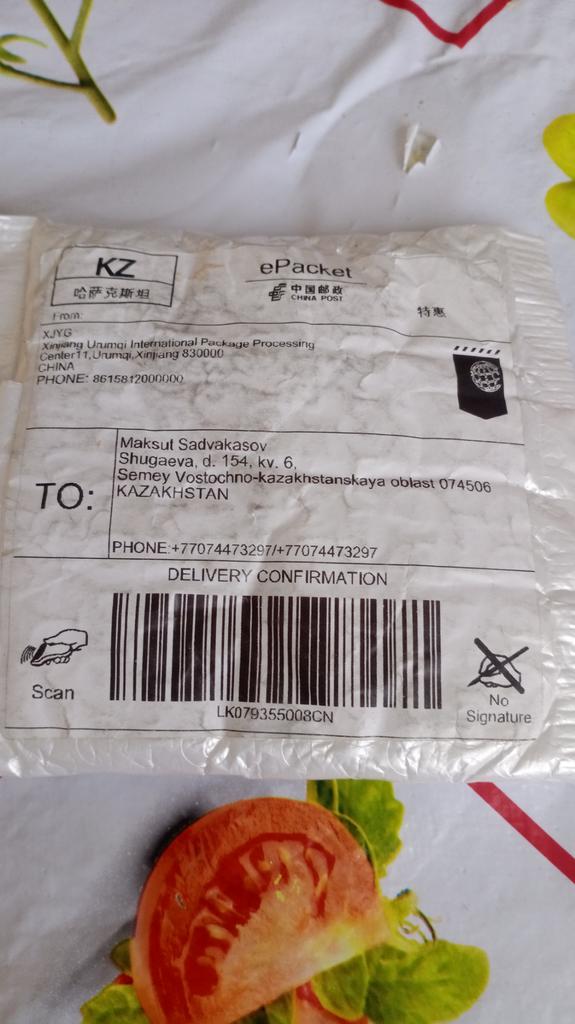 KZ
哈萨克斯坦
ePacket
中国邮政
CHINA POST
特惠
From:
XJYG
Xinjiang Urumqi International Package Processing
Center11,Urumqi,Xinjiang 830000
CHINA
PHONE: 8615812000000
TO:
Maksut Sadvakasov
Shugaeva, d. 154, kv. 6,
Semey Vostochno-kazakhstanskaya oblast 074506
KAZAKHSTAN
PHONE:+77074473297/+77074473297
DELIVERY CONFIRMATION
Scan
LK079355008CN
No
Signature